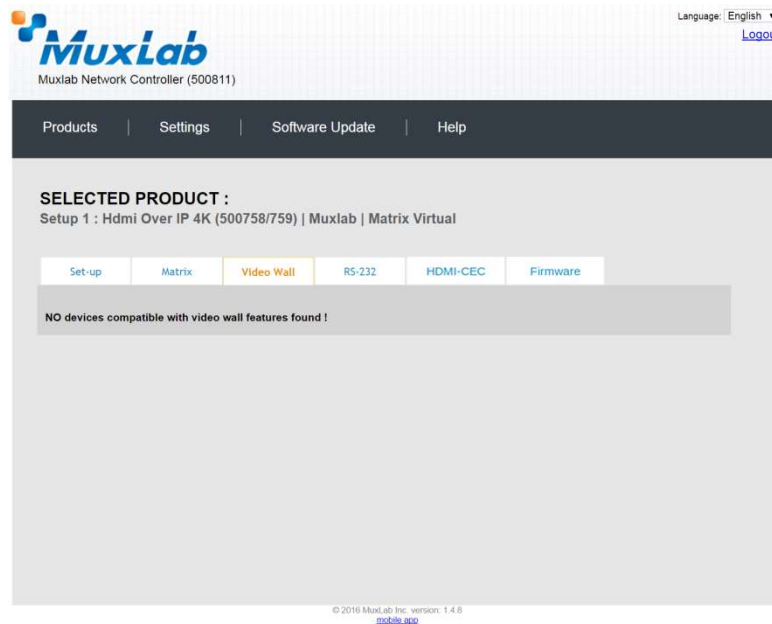 Language: English
Logou
MuxLab
Muxlab Network Controller (500811)
Products | Settings | Software Update | Help
SELECTED PRODUCT :
Setup 1 : Hdmi Over IP 4K (500758/759) | Muxlab | Matrix Virtual
Set-up Matrix Video Wall RS-232 HDMI-CEC Firmware
NO devices compatible with video wall features found !
© 2016 MuxLab Inc. version: 1.4.8
mobile app